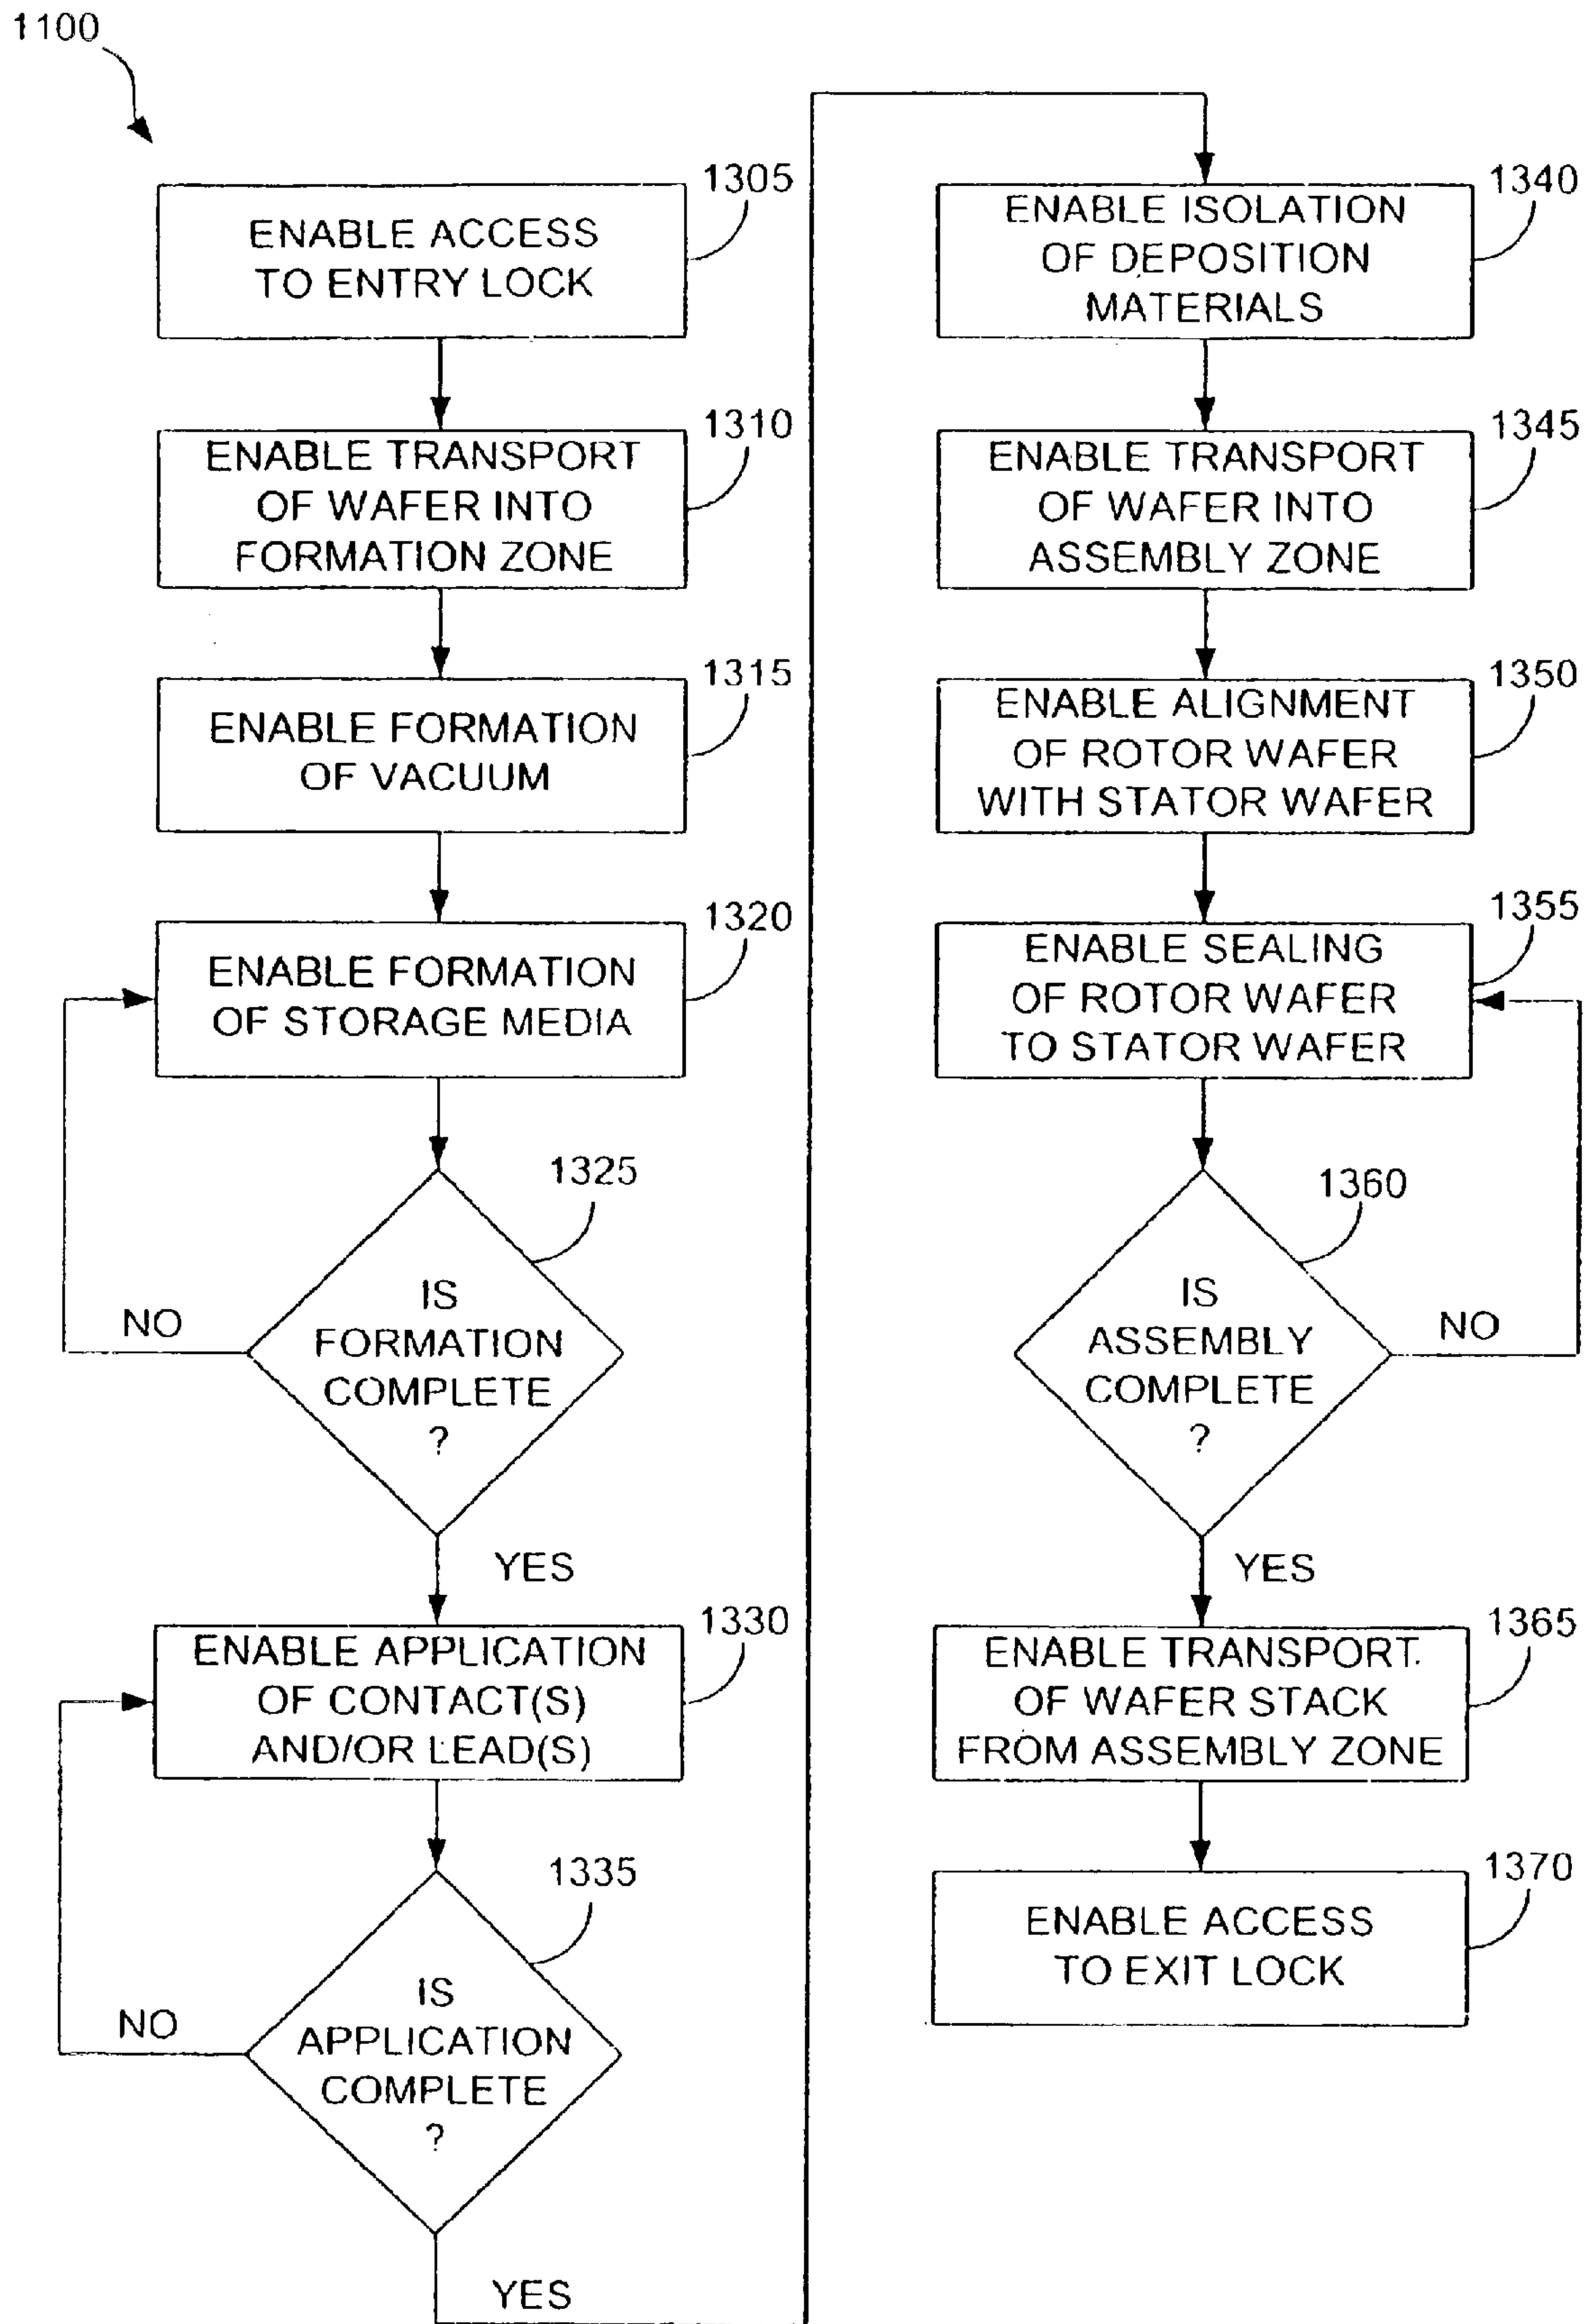 1100
1305
ENABLE ACCESS
TO ENTRY LOCK
1310
ENABLE TRANSPORT
OF WAFER INTO
FORMATION ZONE
1315
ENABLE FORMATION
OF VACUUM
1320
ENABLE FORMATION
OF STORAGE MEDIA
1325
IS
FORMATION
COMPLETE
?
NO
YES
1330
ENABLE APPLICATION
OF CONTACT(S)
AND/OR LEAD(S)
1335
IS
APPLICATION
COMPLETE
?
NO
YES
1340
ENABLE ISOLATION
OF DEPOSITION
MATERIALS
1345
ENABLE TRANSPORT
OF WAFER INTO
ASSEMBLY ZONE
1350
ENABLE ALIGNMENT
OF ROTOR WAFER
WITH STATOR WAFER
1355
ENABLE SEALING
OF ROTOR WAFER
TO STATOR WAFER
1360
IS
ASSEMBLY
COMPLETE
?
NO
YES
1365
ENABLE TRANSPORT
OF WAFER STACK
FROM ASSEMBLY ZONE
1370
ENABLE ACCESS
TO EXIT LOCK